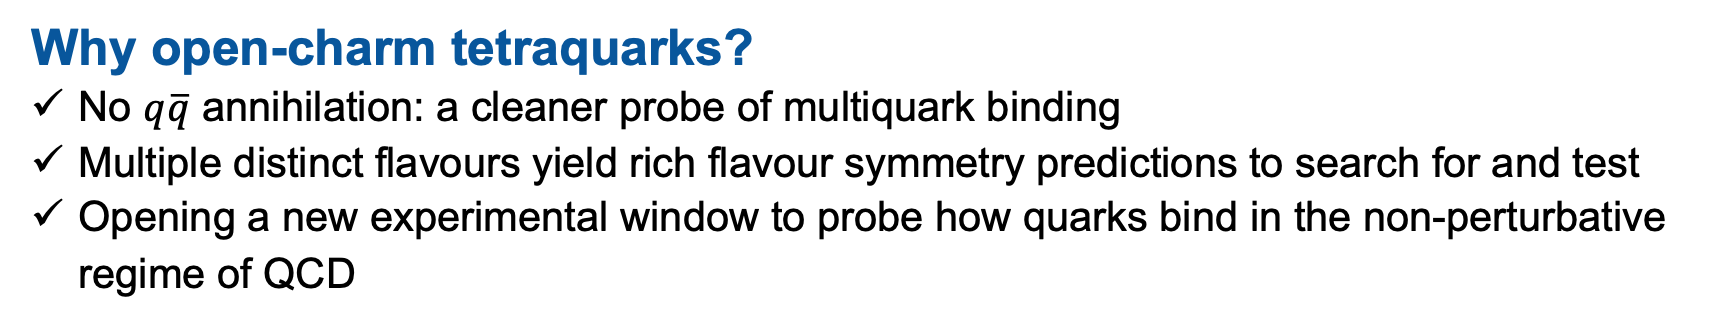 Why open-charm tetraquarks?
✓ No qq̄ annihilation: a cleaner probe of multiquark binding
✓ Multiple distinct flavours yield rich flavour symmetry predictions to search for and test
✓ Opening a new experimental window to probe how quarks bind in the non-perturbative
regime of QCD